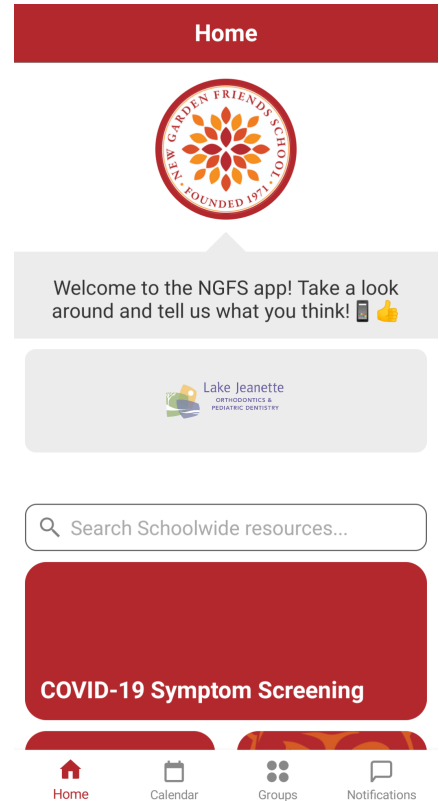 Home
NEW GARDEN FRIENDS SCHOOL
FOUNDED 1971
Welcome to the NGFS app! Take a look
around and tell us what you think! 📱👍
Lake Jeanette
ORTHODONTICS &
PEDIATRIC DENTISTRY
Search Schoolwide resources...
COVID-19 Symptom Screening
Home
Calendar
Groups
Notifications